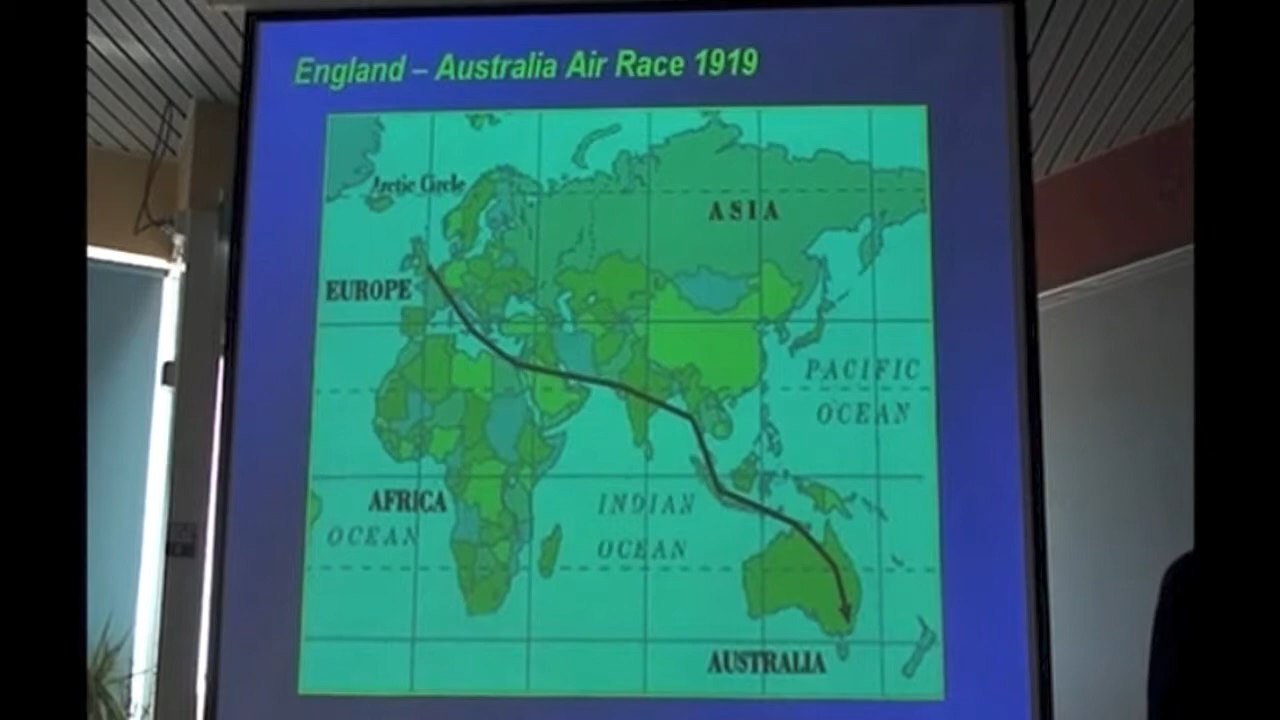 England – Australia Air Race 1919
Arctic Circle
ASIA
EUROPE
PACIFIC
OCEAN
AFRICA
INDIAN
OCEAN
OCEAN
AUSTRALIA